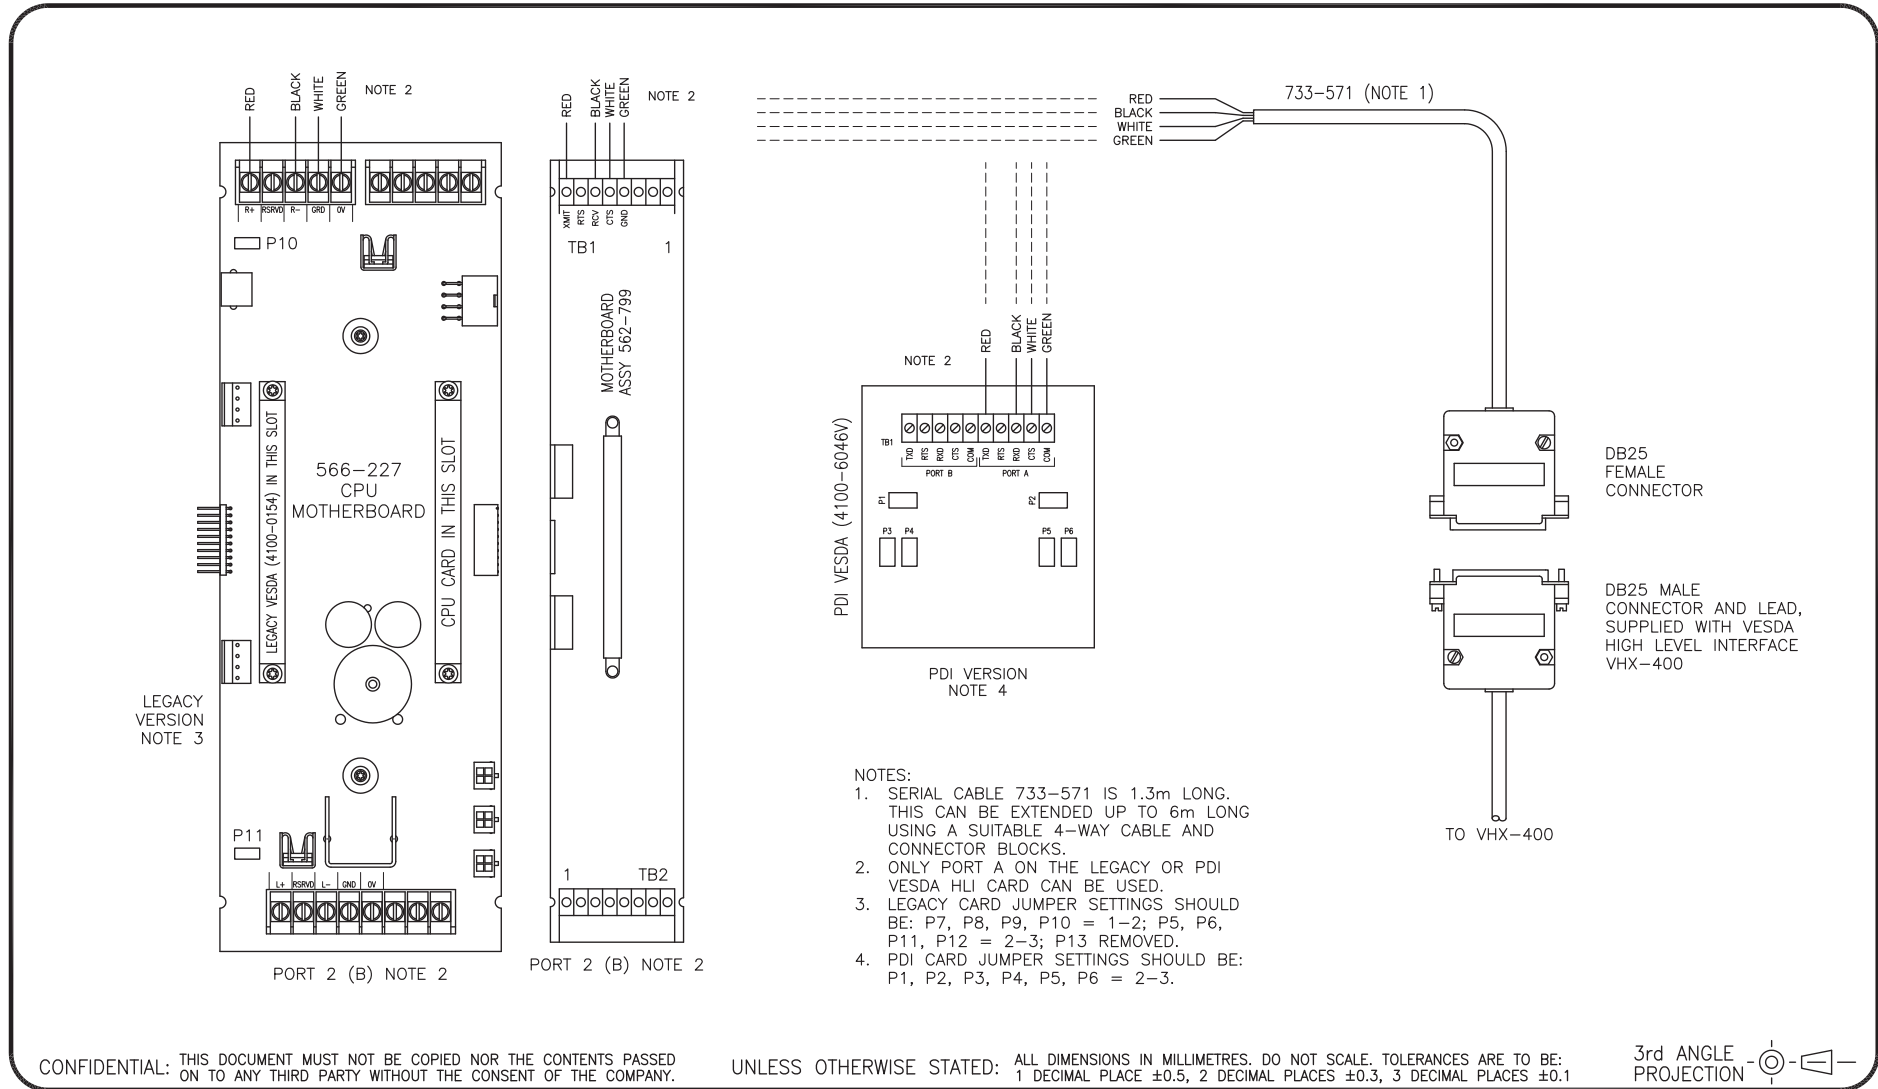 RED
BLACK
WHITE
GREEN
NOTE 2
R+ RSRVD R- GRD 0V
P10
LEGACY VESDA (4100-0154) IN THIS SLOT
566-227
CPU
MOTHERBOARD
CPU CARD IN THIS SLOT
LEGACY
VERSION
NOTE 3
P11
L+ RSRVD L- GND 0V
PORT 2 (B) NOTE 2
RED
BLACK
WHITE
GREEN
NOTE 2
XMIT
RTS
RCV
CTS
GND
TB1 1
MOTHERBOARD
ASSY 562-799
1 TB2
PORT 2 (B) NOTE 2
RED
BLACK
WHITE
GREEN
733-571 (NOTE 1)
NOTE 2
RED
BLACK
WHITE
GREEN
PDI VESDA (4100-6046V)
TB1
TXD
RTS
RXD
CTS
COM
TXD
RTS
RXD
CTS
COM
PORT B PORT A
P1 P2
P3 P4 P5 P6
PDI VERSION
NOTE 4
DB25
FEMALE
CONNECTOR
DB25 MALE
CONNECTOR AND LEAD,
SUPPLIED WITH VESDA
HIGH LEVEL INTERFACE
VHX-400
TO VHX-400
NOTES:
1. SERIAL CABLE 733-571 IS 1.3m LONG.
THIS CAN BE EXTENDED UP TO 6m LONG
USING A SUITABLE 4-WAY CABLE AND
CONNECTOR BLOCKS.
2. ONLY PORT A ON THE LEGACY OR PDI
VESDA HLI CARD CAN BE USED.
3. LEGACY CARD JUMPER SETTINGS SHOULD
BE: P7, P8, P9, P10 = 1-2; P5, P6,
P11, P12 = 2-3; P13 REMOVED.
4. PDI CARD JUMPER SETTINGS SHOULD BE:
P1, P2, P3, P4, P5, P6 = 2-3.
CONFIDENTIAL: THIS DOCUMENT MUST NOT BE COPIED NOR THE CONTENTS PASSED
ON TO ANY THIRD PARTY WITHOUT THE CONSENT OF THE COMPANY.
UNLESS OTHERWISE STATED: ALL DIMENSIONS IN MILLIMETRES. DO NOT SCALE. TOLERANCES ARE TO BE:
1 DECIMAL PLACE ±0.5, 2 DECIMAL PLACES ±0.3, 3 DECIMAL PLACES ±0.1
3rd ANGLE
PROJECTION